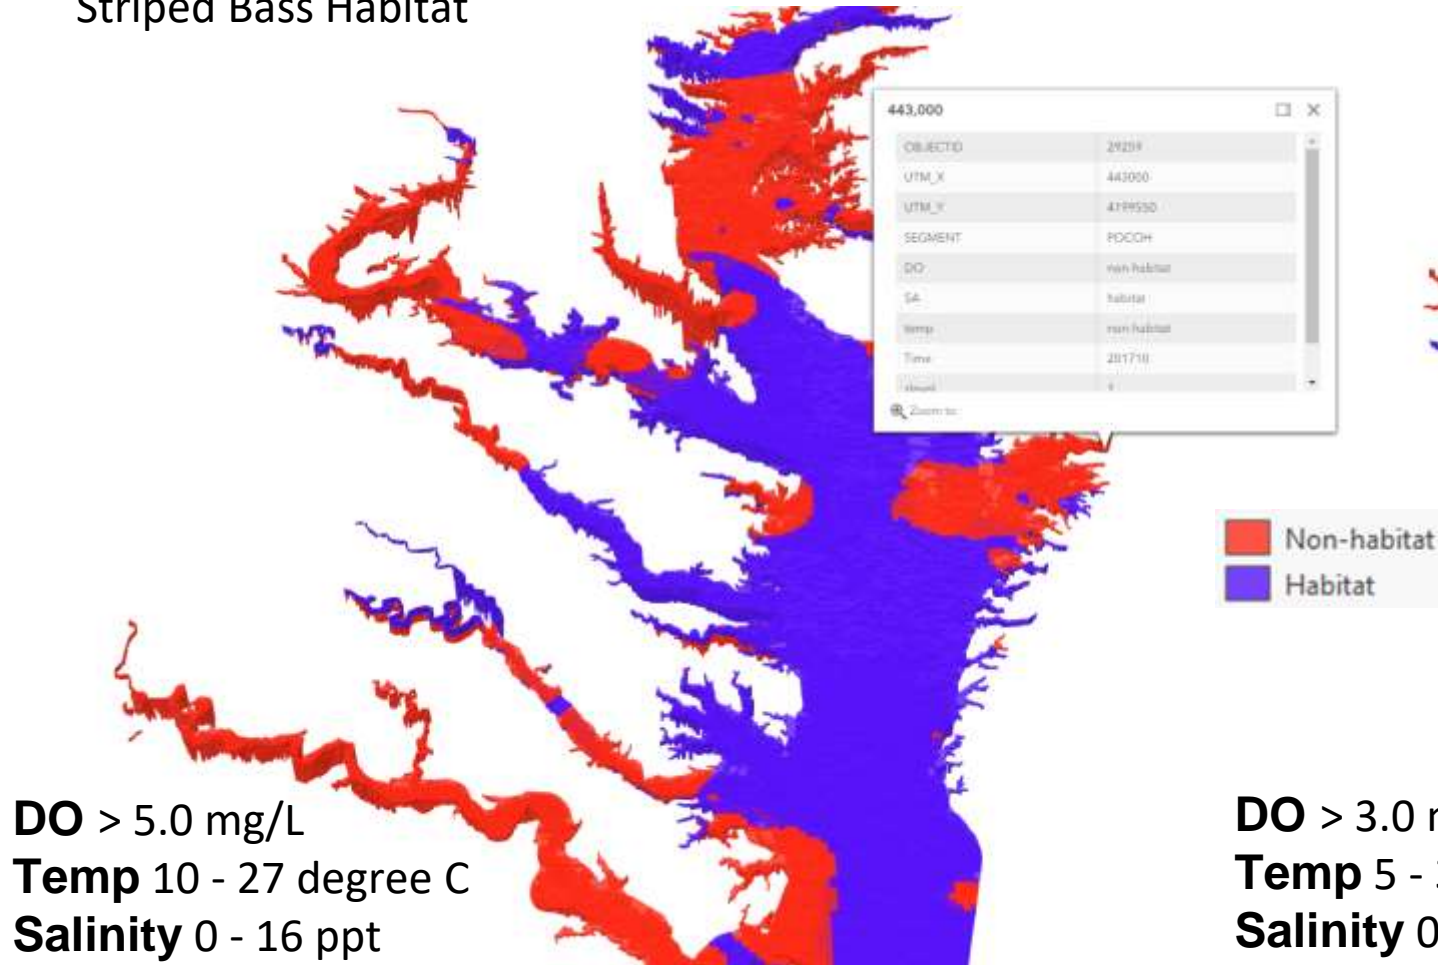 Striped Bass Habitat
443,000
OBJECTID 29259
UTM_X 443000
UTM_Y 4199550
SEGMENT POCOH
DO non-habitat
SA habitat
temp non-habitat
Time 201710
Zoom to
Non-habitat
Habitat
DO > 5.0 mg/L
Temp 10 - 27 degree C
Salinity 0 - 16 ppt
DO > 3.0
Temp 5 -
Salinity 0